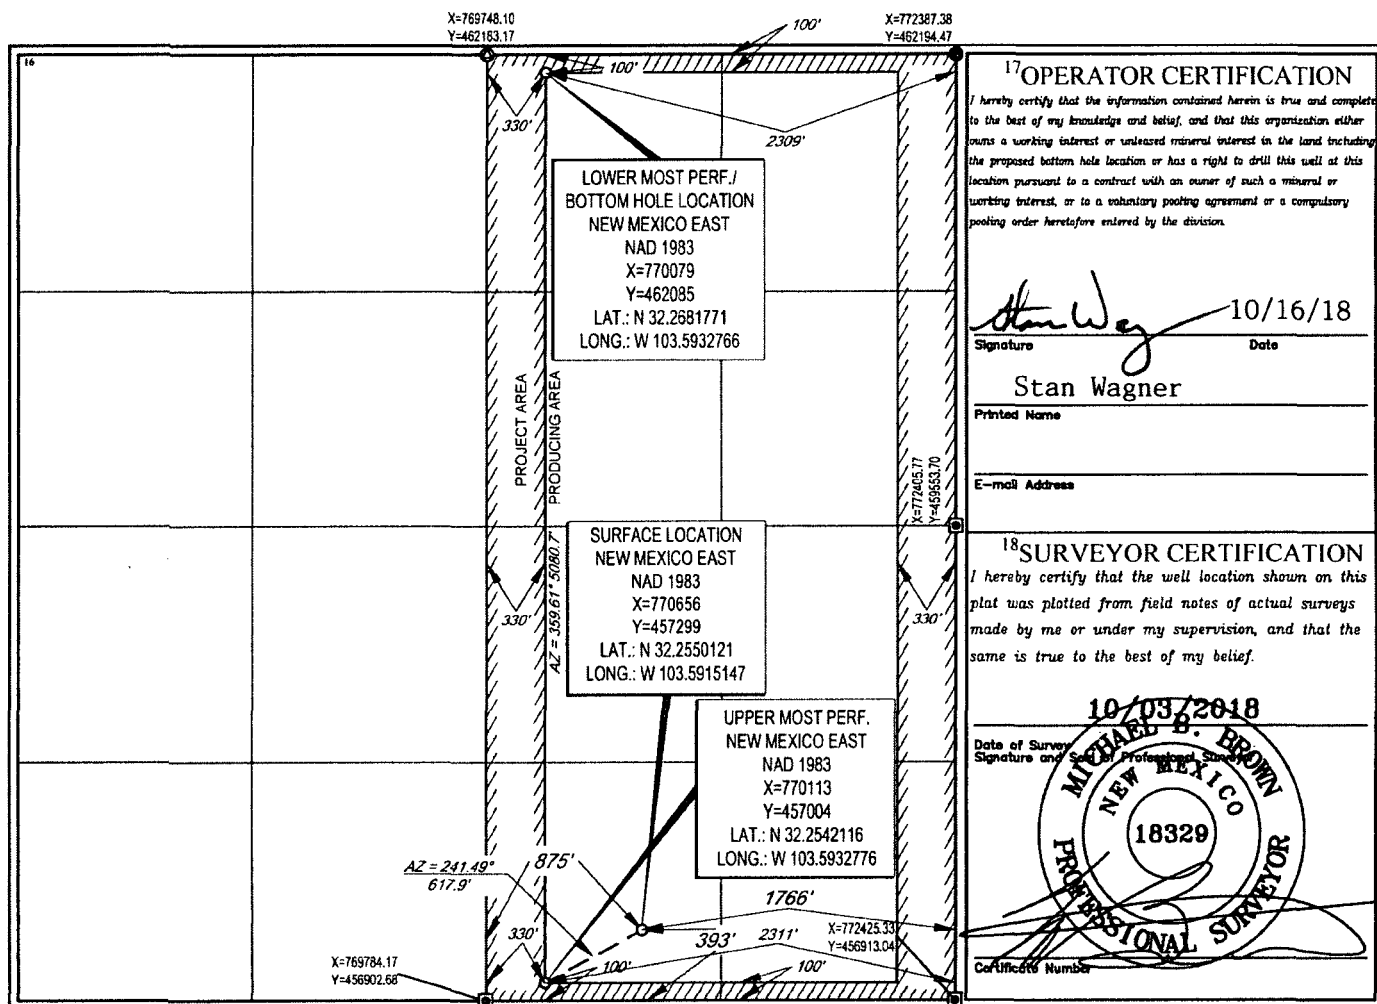 X=769748.10
Y=462163.17
100'
X=772387.38
Y=462194.47
16
100'
330'
2309'
LOWER MOST PERF./
BOTTOM HOLE LOCATION
NEW MEXICO EAST
NAD 1983
X=770079
Y=462085
LAT.: N 32.2681771
LONG.: W 103.5932766
PROJECT AREA
PRODUCING AREA
AZ = 359.61° 5080.7'
X=772405.77
Y=459553.70
330'
330'
SURFACE LOCATION
NEW MEXICO EAST
NAD 1983
X=770656
Y=457299
LAT.: N 32.2550121
LONG.: W 103.5915147
UPPER MOST PERF.
NEW MEXICO EAST
NAD 1983
X=770113
Y=457004
LAT.: N 32.2542116
LONG.: W 103.5932776
AZ = 241.49°
617.9'
875'
1766'
330'
393'
2311'
X=772425.33
Y=456913.04
X=769784.17
Y=456902.68
100'
100'
17 OPERATOR CERTIFICATION
I hereby certify that the information contained herein is true and complete
to the best of my knowledge and belief, and that this organization either
owns a working interest or unleased mineral interest in the land including
the proposed bottom hole location or has a right to drill this well at this
location pursuant to a contract with an owner of such a mineral or
working interest, or to a voluntary pooling agreement or a compulsory
pooling order heretofore entered by the division.
10/16/18
Signature Date
Stan Wagner
Printed Name
E-mail Address
18 SURVEYOR CERTIFICATION
I hereby certify that the well location shown on this
plat was plotted from field notes of actual surveys
made by me or under my supervision, and that the
same is true to the best of my belief.
10/03/2018
Date of Survey
Signature and Seal of Professional Surveyor
MICHAEL B. BROWN
NEW MEXICO
18329
PROFESSIONAL SURVEYOR
Certificate Number